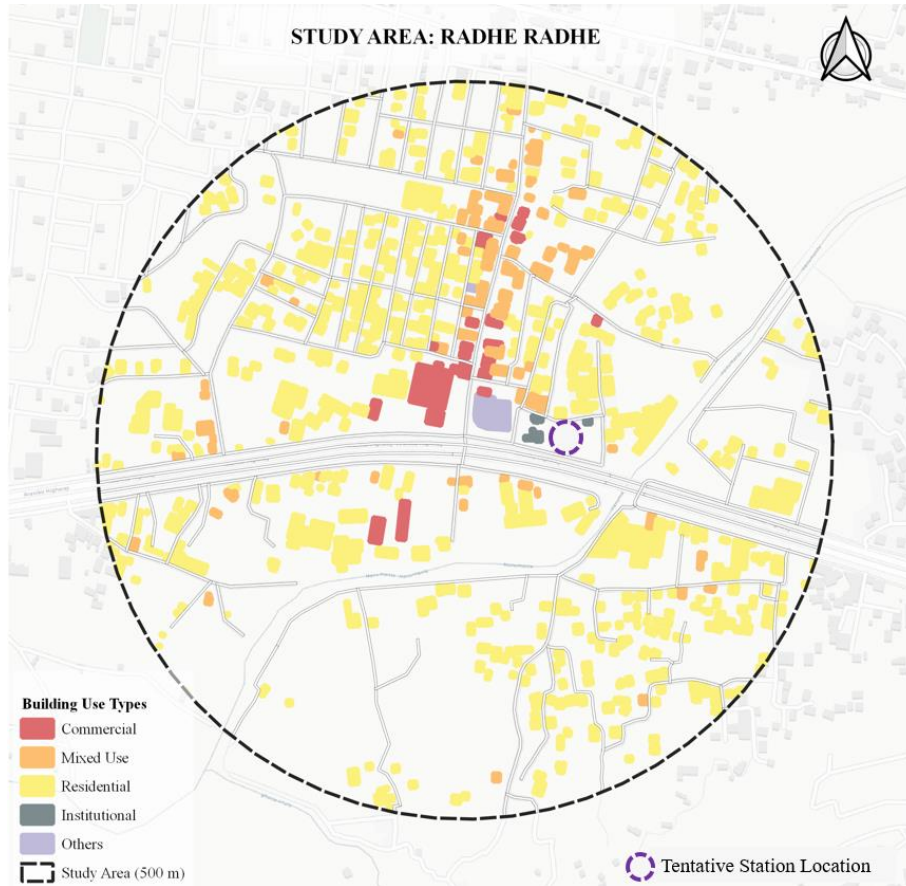 STUDY AREA: RADHE RADHE
Building Use Types
Commercial
Mixed Use
Residential
Institutional
Others
Study Area (500 m)
Tentative Station Location